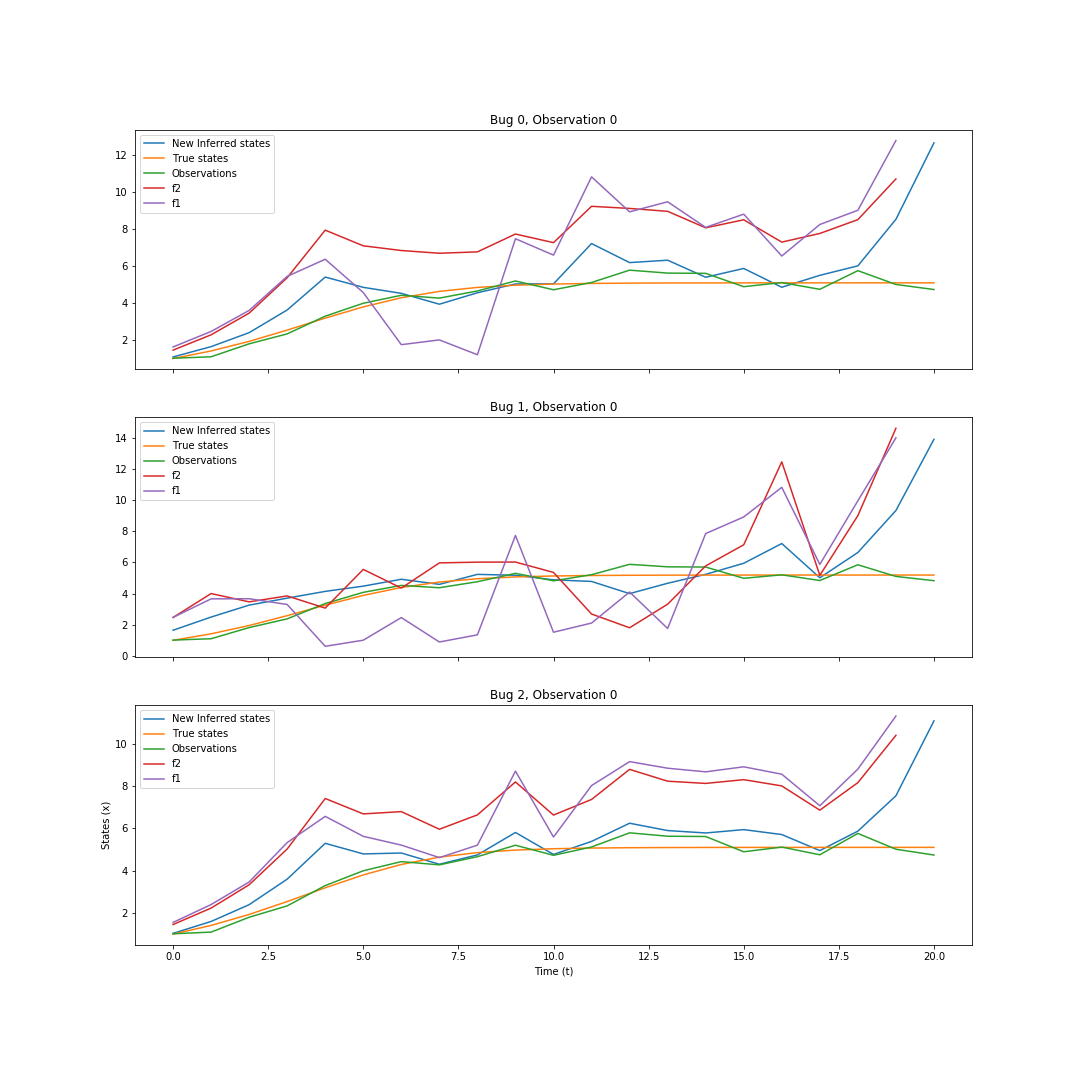 Bug 0, Observation 0
New Inferred states
True states
Observations
f2
f1
12
10
8
6
4
2
Bug 1, Observation 0
New Inferred states
True states
Observations
f2
f1
14
12
10
8
6
4
2
0
Bug 2, Observation 0
New Inferred states
True states
Observations
f2
f1
10
8
6
4
2
States (x)
0.0 2.5 5.0 7.5 10.0 12.5 15.0 17.5 20.0
Time (t)